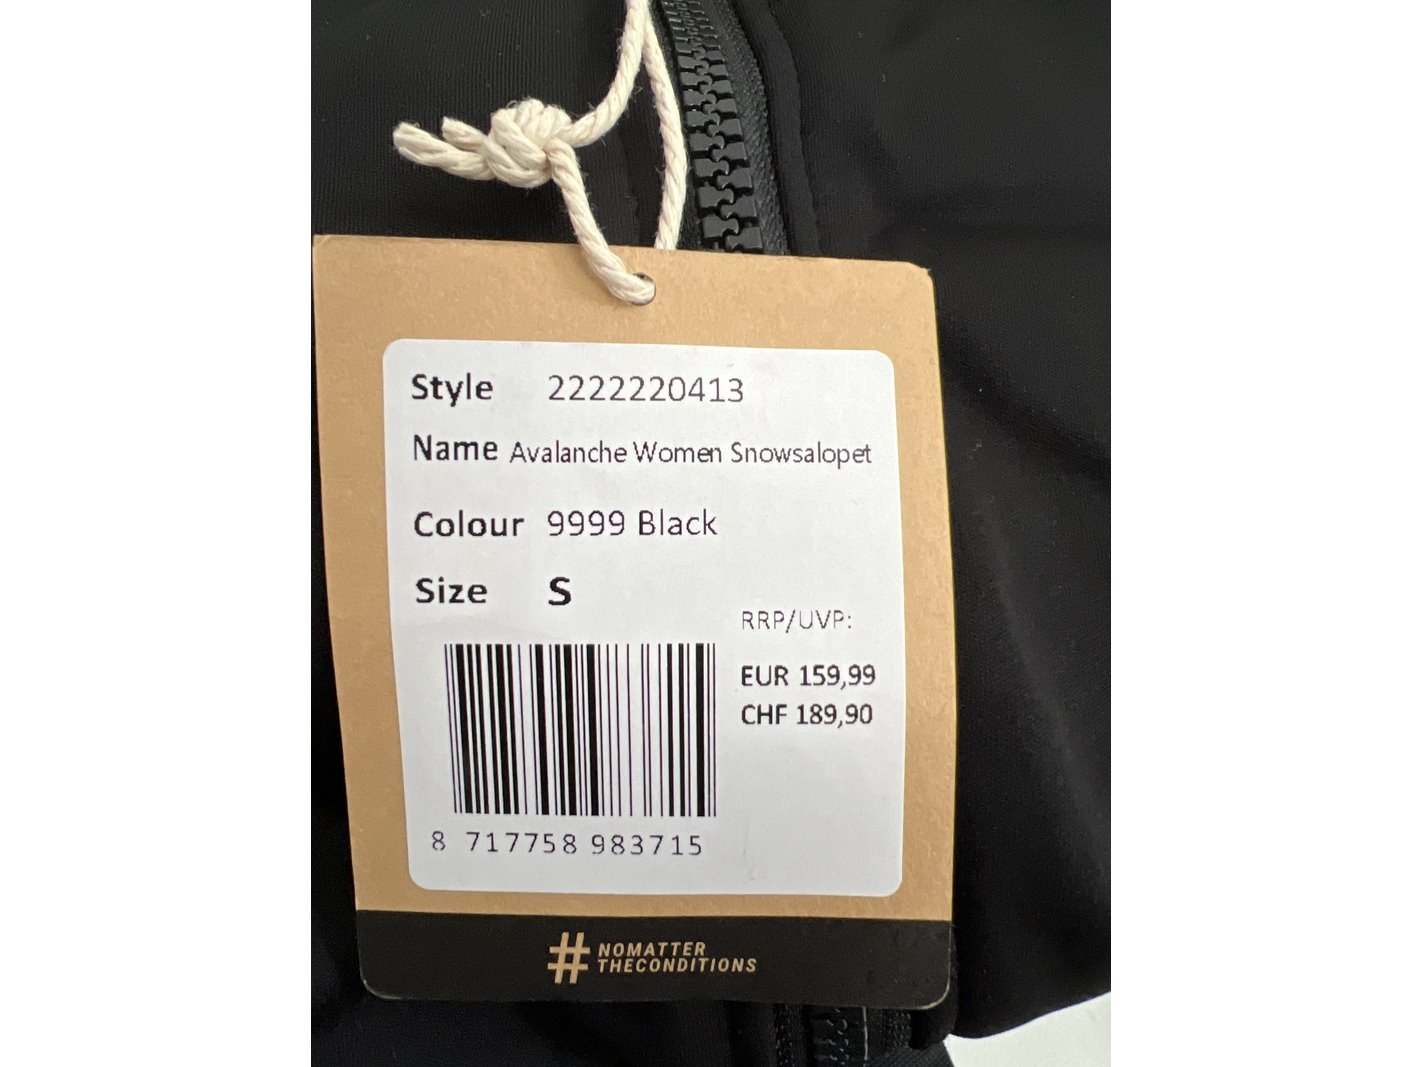 Style 2222220413
Name Avalanche Women Snowsalopet
Colour 9999 Black
Size S
RRP/UVP:
EUR 159,99
CHF 189,90
8 717758 983715
#NOMATTER
THECONDITIONS